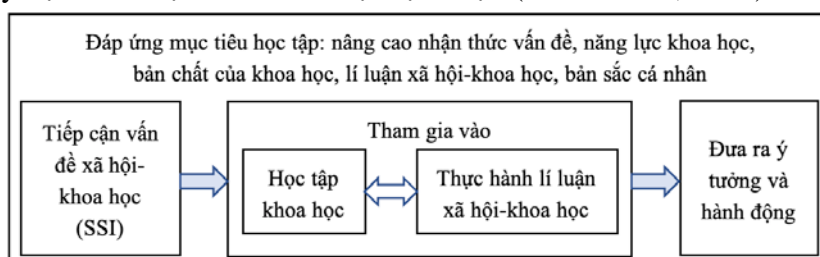 Đáp ứng mục tiêu học tập: nâng cao nhận thức vấn đề, năng lực khoa học,
bản chất của khoa học, lí luận xã hội-khoa học, bản sắc cá nhân
Tiếp cận vấn
đề xã hội-
khoa học
(SSI)
Tham gia vào
Học tập
khoa học
Thực hành lí luận
xã hội-khoa học
Đưa ra ý
tưởng và
hành động